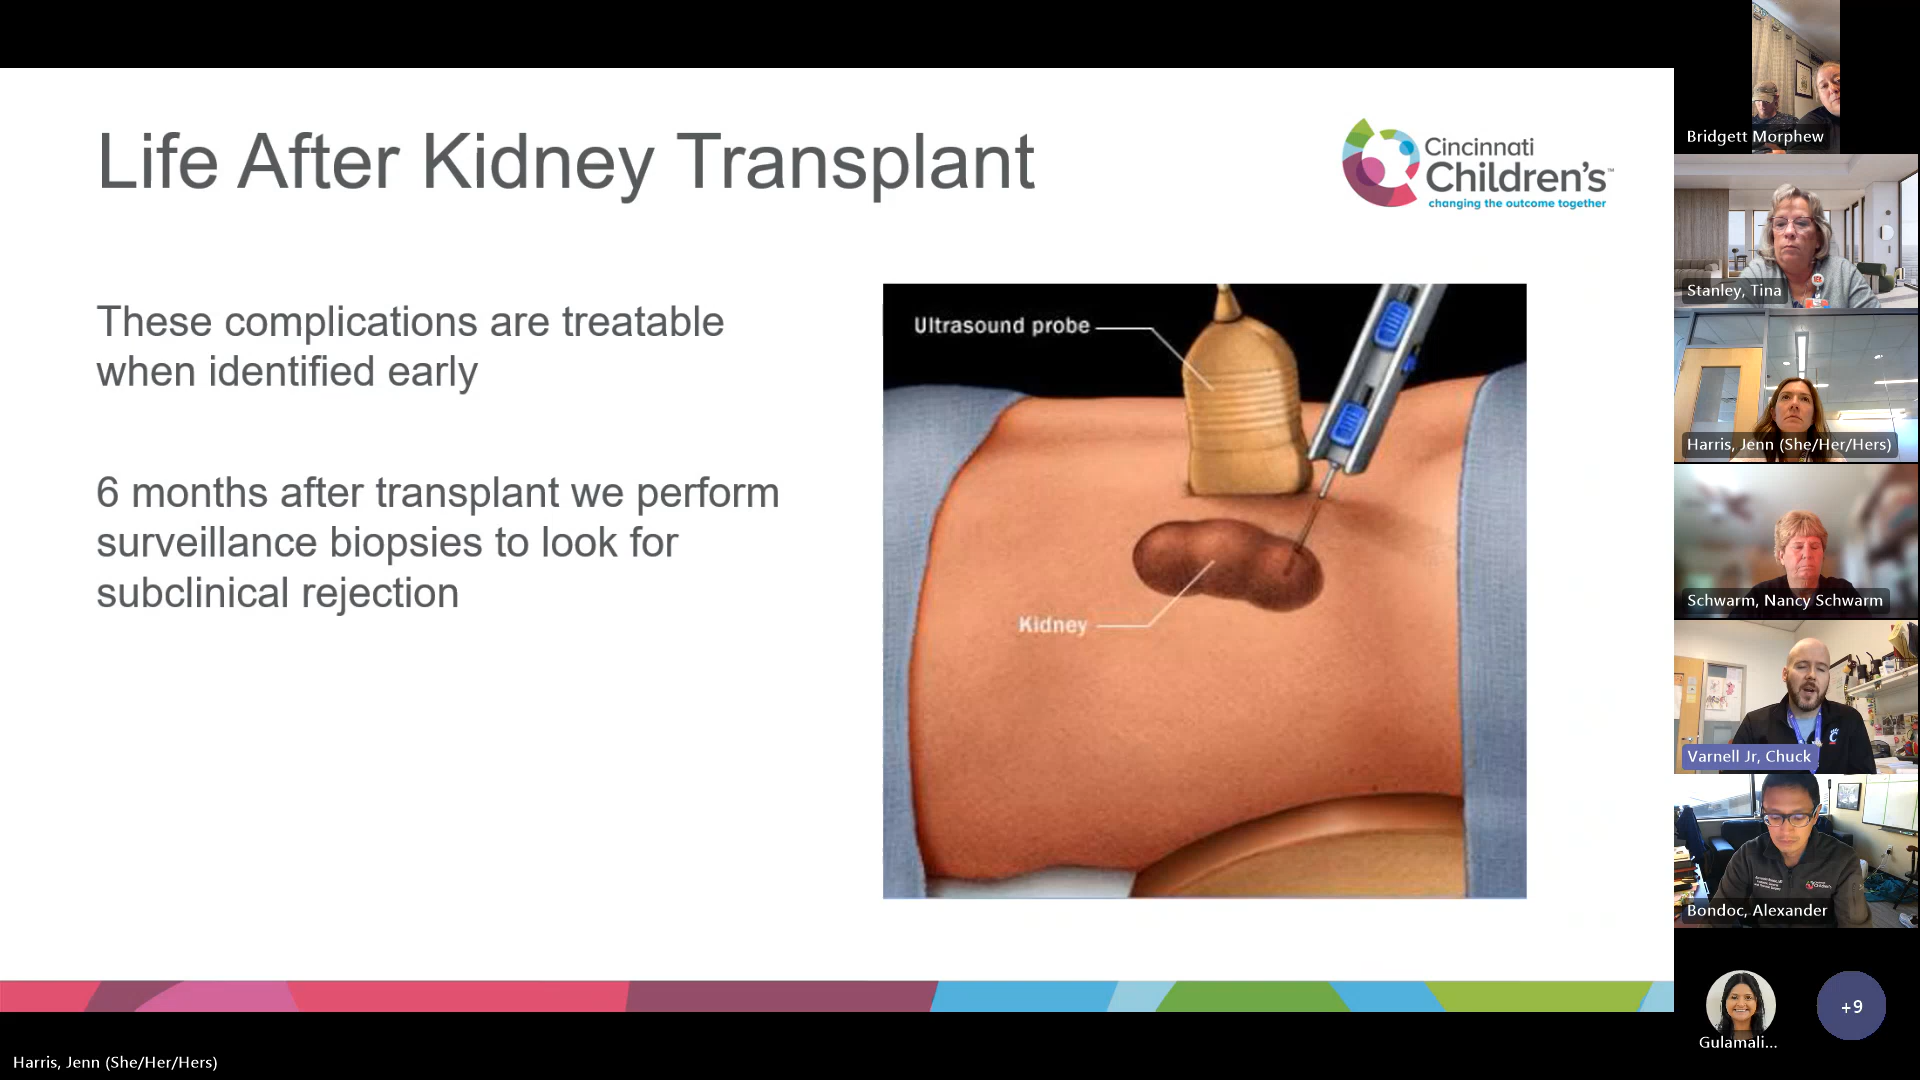 Life After Kidney Transplant
Cincinnati
Children's™
changing the outcome together
These complications are treatable
when identified early
6 months after transplant we perform
surveillance biopsies to look for
subclinical rejection
Ultrasound probe
Kidney
Bridgett Morphew
Stanley, Tina
Harris, Jenn (She/Her/Hers)
Schwarm, Nancy Schwarm
Varnell Jr, Chuck
Bondoc, Alexander
Gulamali...
+9
Harris, Jenn (She/Her/Hers)